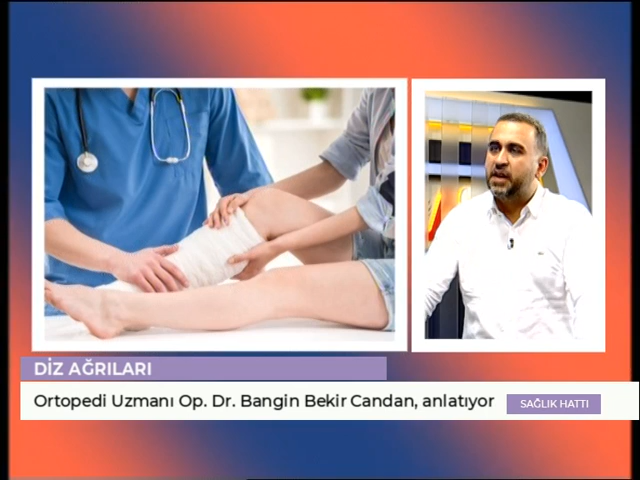 DİZ AĞRILARI
Ortopedi Uzmanı Op. Dr. Bangin Bekir Candan, anlatıyor
SAĞLIK HATTI